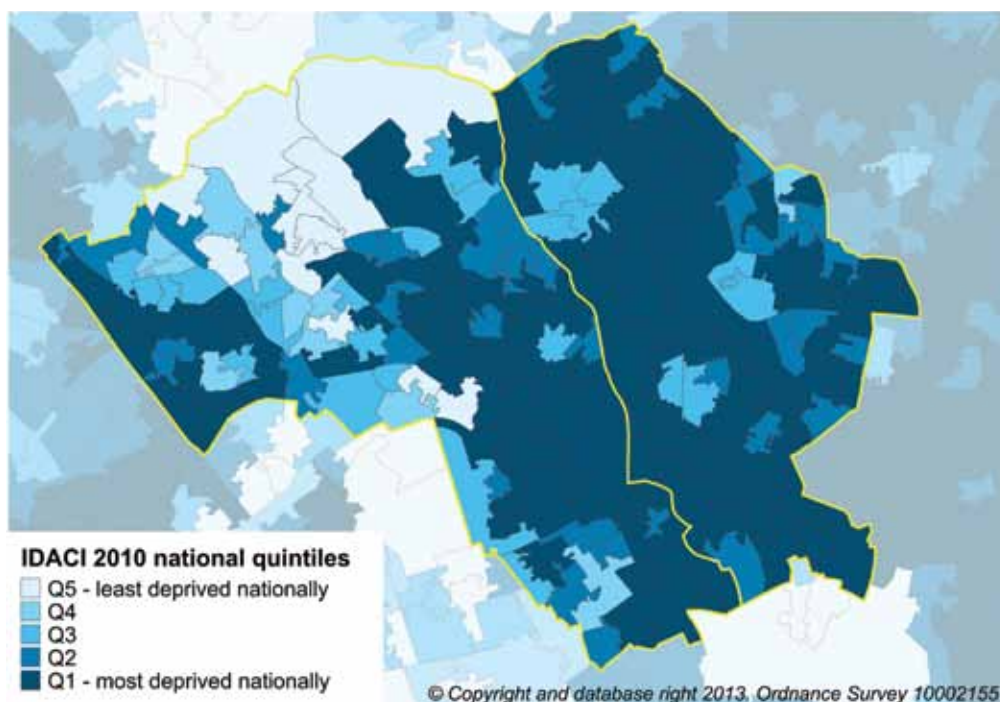 IDACI 2010 national quintiles
Q5 - least deprived nationally
Q4
Q3
Q2
Q1 - most deprived nationally
© Copyright and database right 2013. Ordnance Survey 10002155